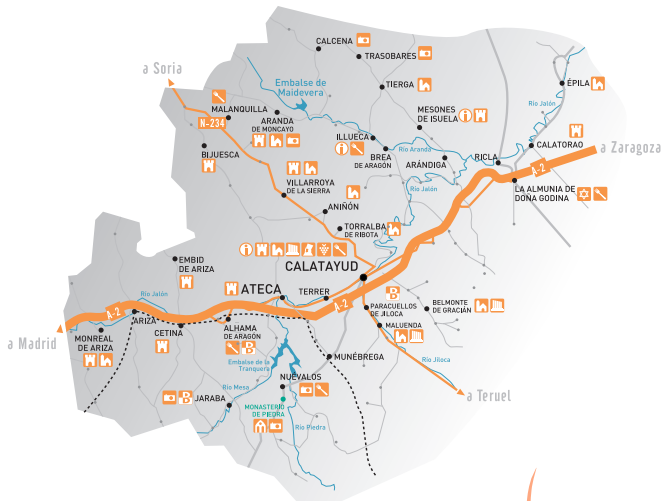 CALCENA
TRASOBARES
a Soria
Embalse de
Maidevera
TIERGA
ÉPILA
MALANQUILLA
Río Jalón
N-234
ARANDA
DE MONCAYO
MESONES
DE ISUELA
ILLUECA
CALATORAO
BIJUESCA
BREA
DE ARAGÓN
Río Aranda
ARÁNDIGA
RICLA
A-2
a Zaragoza
VILLARROYA
DE LA SIERRA
Río Jalón
LA ALMUNIA DE
DOÑA GODINA
ANIÑÓN
TORRALBA
DE RIBOTA
EMBID
DE ARIZA
CALATAYUD
Río Jalón
ATECA
TERRER
A-2
B
PARACUELLOS
DE JILOCA
BELMONTE
DE GRACIÁN
A-2
ARIZA
MALUENDA
a Madrid
MONREAL
DE ARIZA
CETINA
ALHAMA
DE ARAGÓN
B
Embalse de la
Tranquera
MUNÉBREGA
Río Jiloca
NUÉVALOS
Río Mesa
B
JARABA
MONASTERIO
DE PIEDRA
a Teruel
Río Piedra